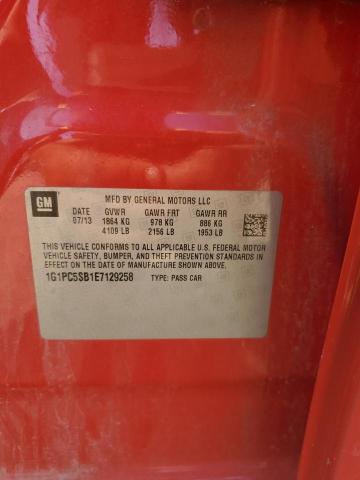 GM
MFD BY GENERAL MOTORS LLC
DATE GVWR GAWR FRT GAWR RR
07/13 1864 KG 978 KG 886 KG
4109 LB 2156 LB 1953 LB
THIS VEHICLE CONFORMS TO ALL APPLICABLE U.S. FEDERAL MOTOR
VEHICLE SAFETY, BUMPER, AND THEFT PREVENTION STANDARDS
IN EFFECT ON THE DATE OF MANUFACTURE SHOWN ABOVE.
1G1PC5SB1E7129258 TYPE: PASS CAR